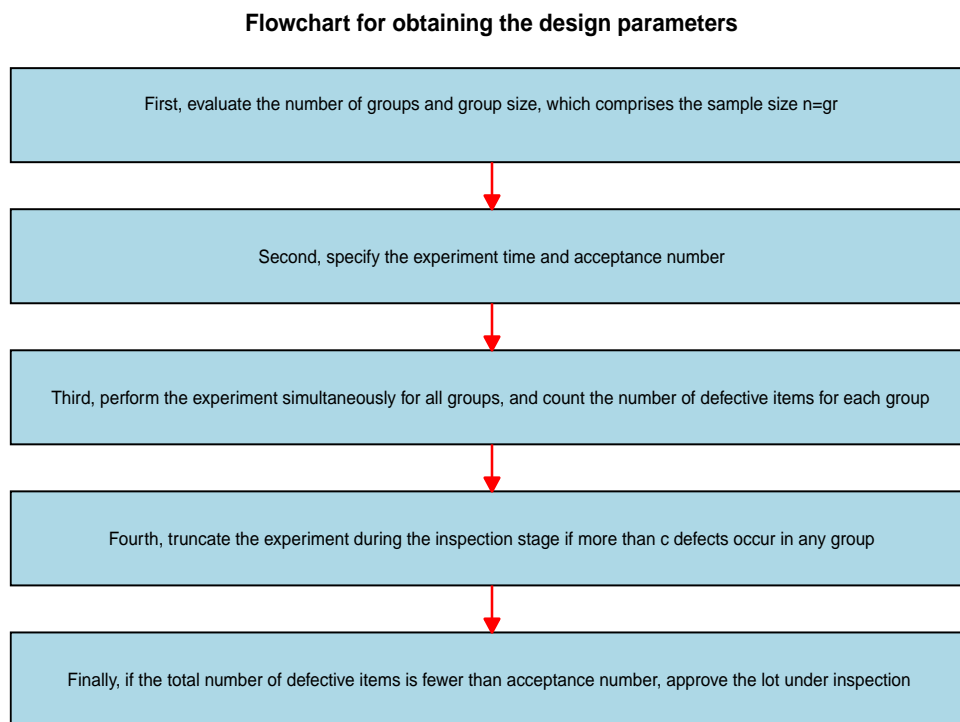 Flowchart for obtaining the design parameters
First, evaluate the number of groups and group size, which comprises the sample size n=gr
Second, specify the experiment time and acceptance number
Third, perform the experiment simultaneously for all groups, and count the number of defective items for each group
Fourth, truncate the experiment during the inspection stage if more than c defects occur in any group
Finally, if the total number of defective items is fewer than acceptance number, approve the lot under inspection